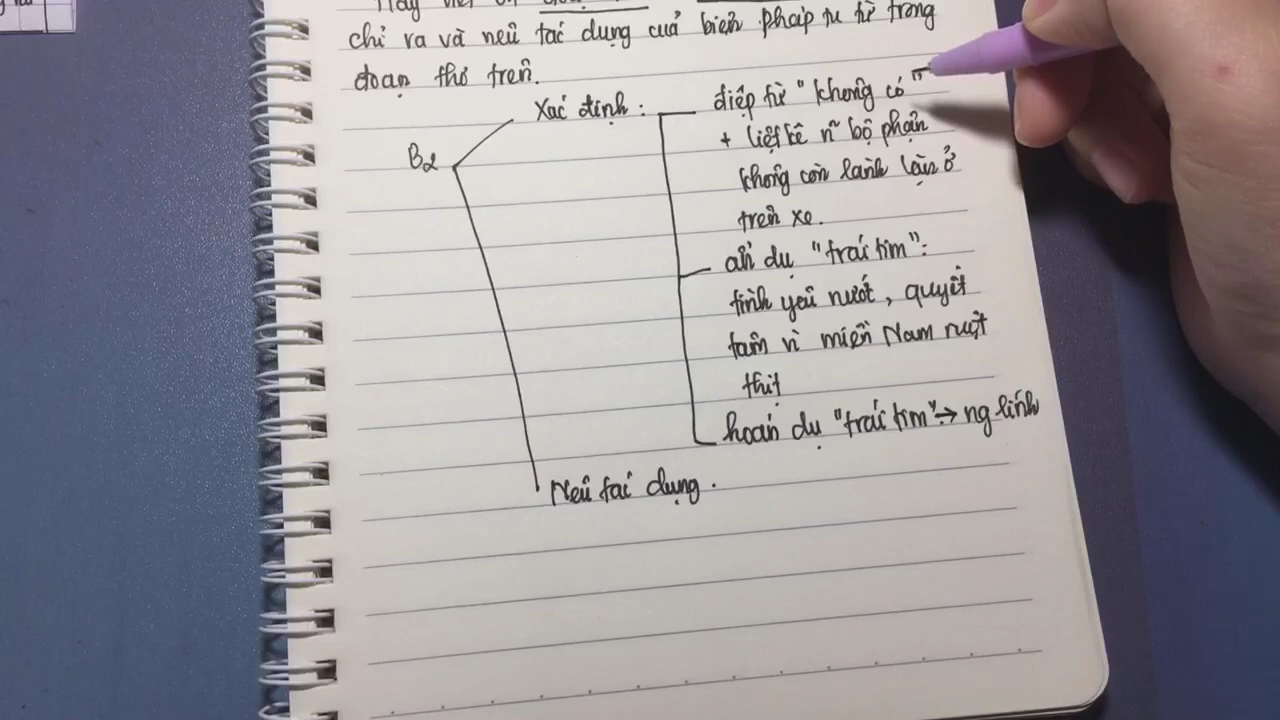 Hãy viết
chỉ ra và nêu tác dụng của biện pháp tu từ trong
đoạn thơ trên.
Xác định :
B2
điệp từ "không có"
+ liệt kê n~ bộ phận
không còn lành lặn ở
trên xe.
ẩn dụ "trái tim":
tình yêu nước, quyết
tâm vì miền Nam ruột
thịt
hoán dụ "trái tim" → ng lính
Nêu tác dụng.